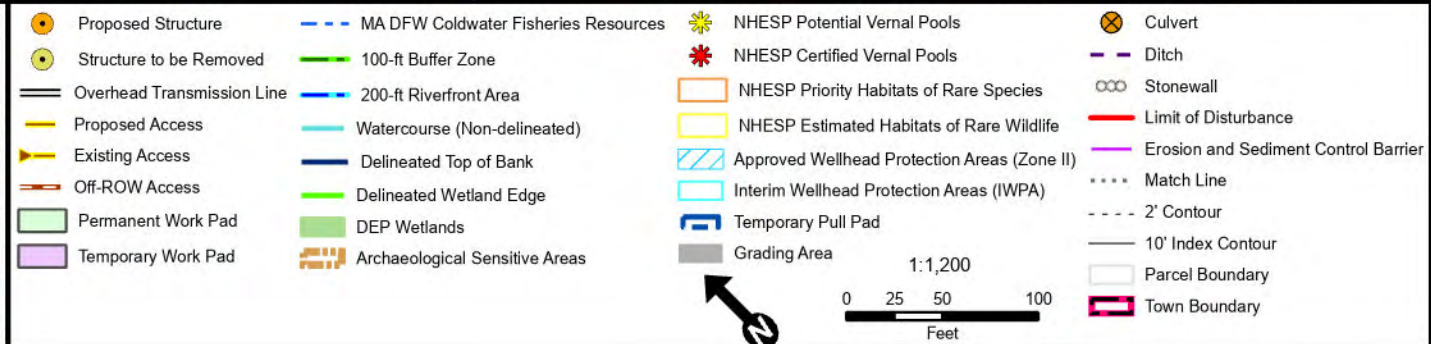 Proposed Structure
Structure to be Removed
Overhead Transmission Line
Proposed Access
Existing Access
Off-ROW Access
Permanent Work Pad
Temporary Work Pad
MA DFW Coldwater Fisheries Resources
100-ft Buffer Zone
200-ft Riverfront Area
Watercourse (Non-delineated)
Delineated Top of Bank
Delineated Wetland Edge
DEP Wetlands
Archaeological Sensitive Areas
NHESP Potential Vernal Pools
NHESP Certified Vernal Pools
NHESP Priority Habitats of Rare Species
NHESP Estimated Habitats of Rare Wildlife
Approved Wellhead Protection Areas (Zone II)
Interim Wellhead Protection Areas (IWPA)
Temporary Pull Pad
Grading Area
N
1:1,200
0 25 50 100
Feet
Culvert
Ditch
Stonewall
Limit of Disturbance
Erosion and Sediment Control Barrier
Match Line
2' Contour
10' Index Contour
Parcel Boundary
Town Boundary